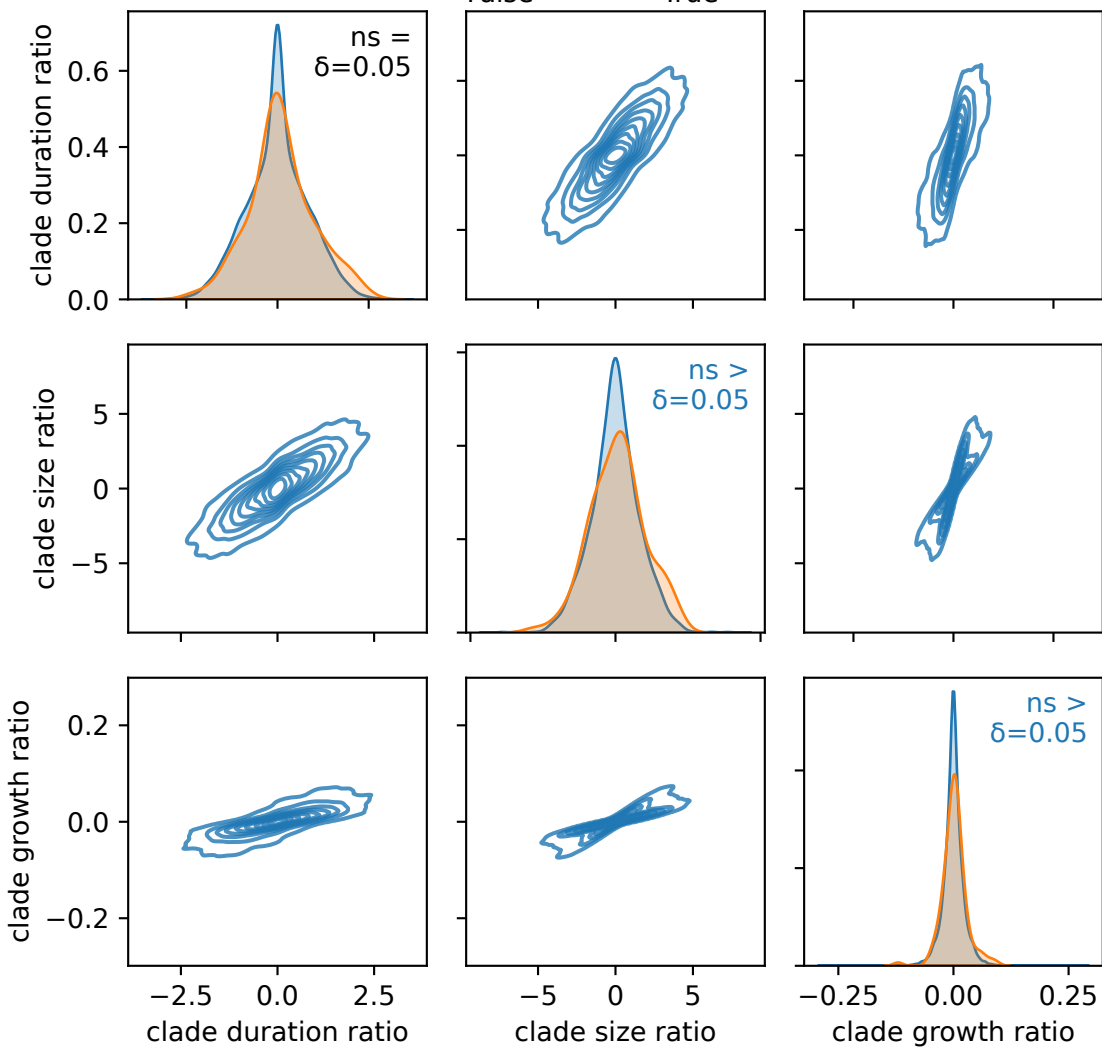 True
ns =
δ=0.05
clade duration ratio
0.6
0.4
0.2
0.0
ns >
δ=0.05
clade size ratio
5
0
−5
ns >
δ=0.05
clade growth ratio
0.2
0.0
−0.2
−2.5 0.0 2.5
−5 0 5
−0.25 0.00 0.25
clade duration ratio
clade size ratio
clade growth ratio